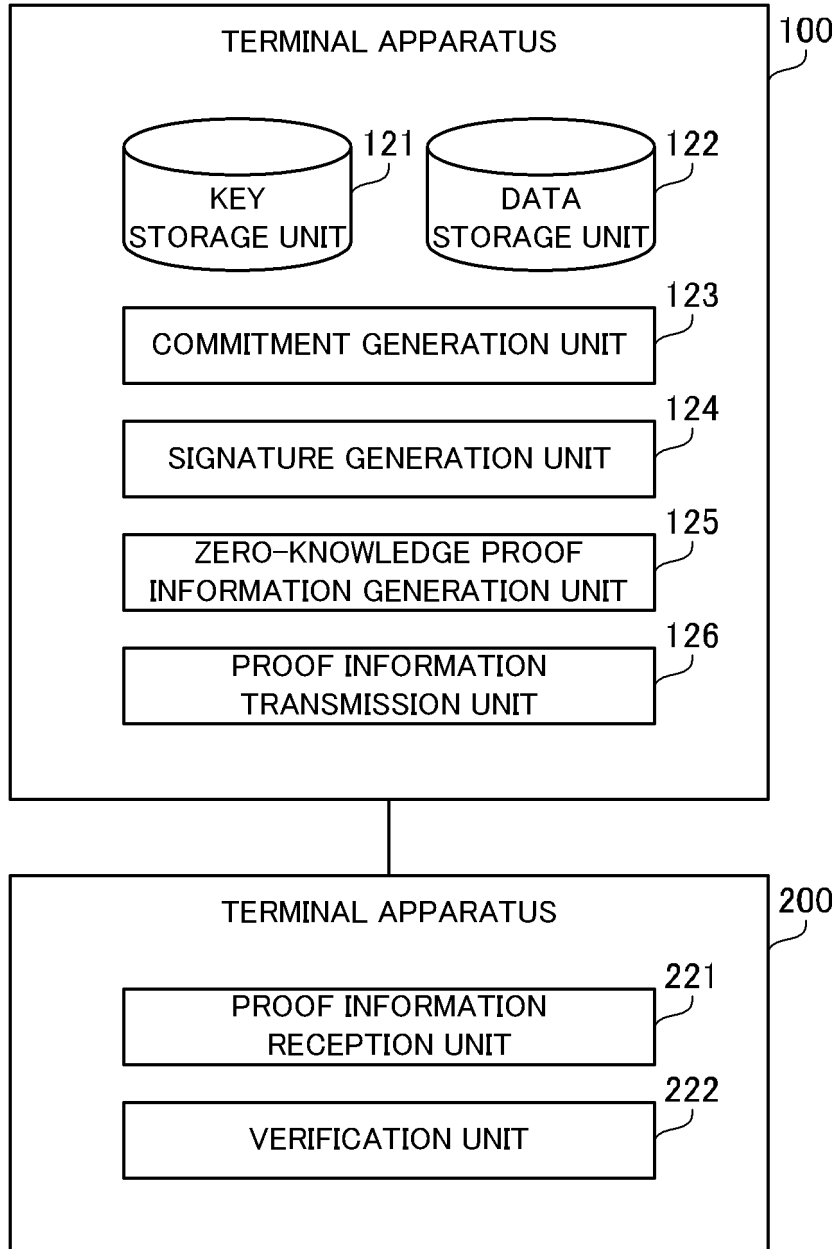 TERMINAL APPARATUS
100
KEY
STORAGE UNIT
121
DATA
STORAGE UNIT
122
COMMITMENT GENERATION UNIT
123
SIGNATURE GENERATION UNIT
124
ZERO-KNOWLEDGE PROOF
INFORMATION GENERATION UNIT
125
PROOF INFORMATION
TRANSMISSION UNIT
126
TERMINAL APPARATUS
200
PROOF INFORMATION
RECEPTION UNIT
221
VERIFICATION UNIT
222